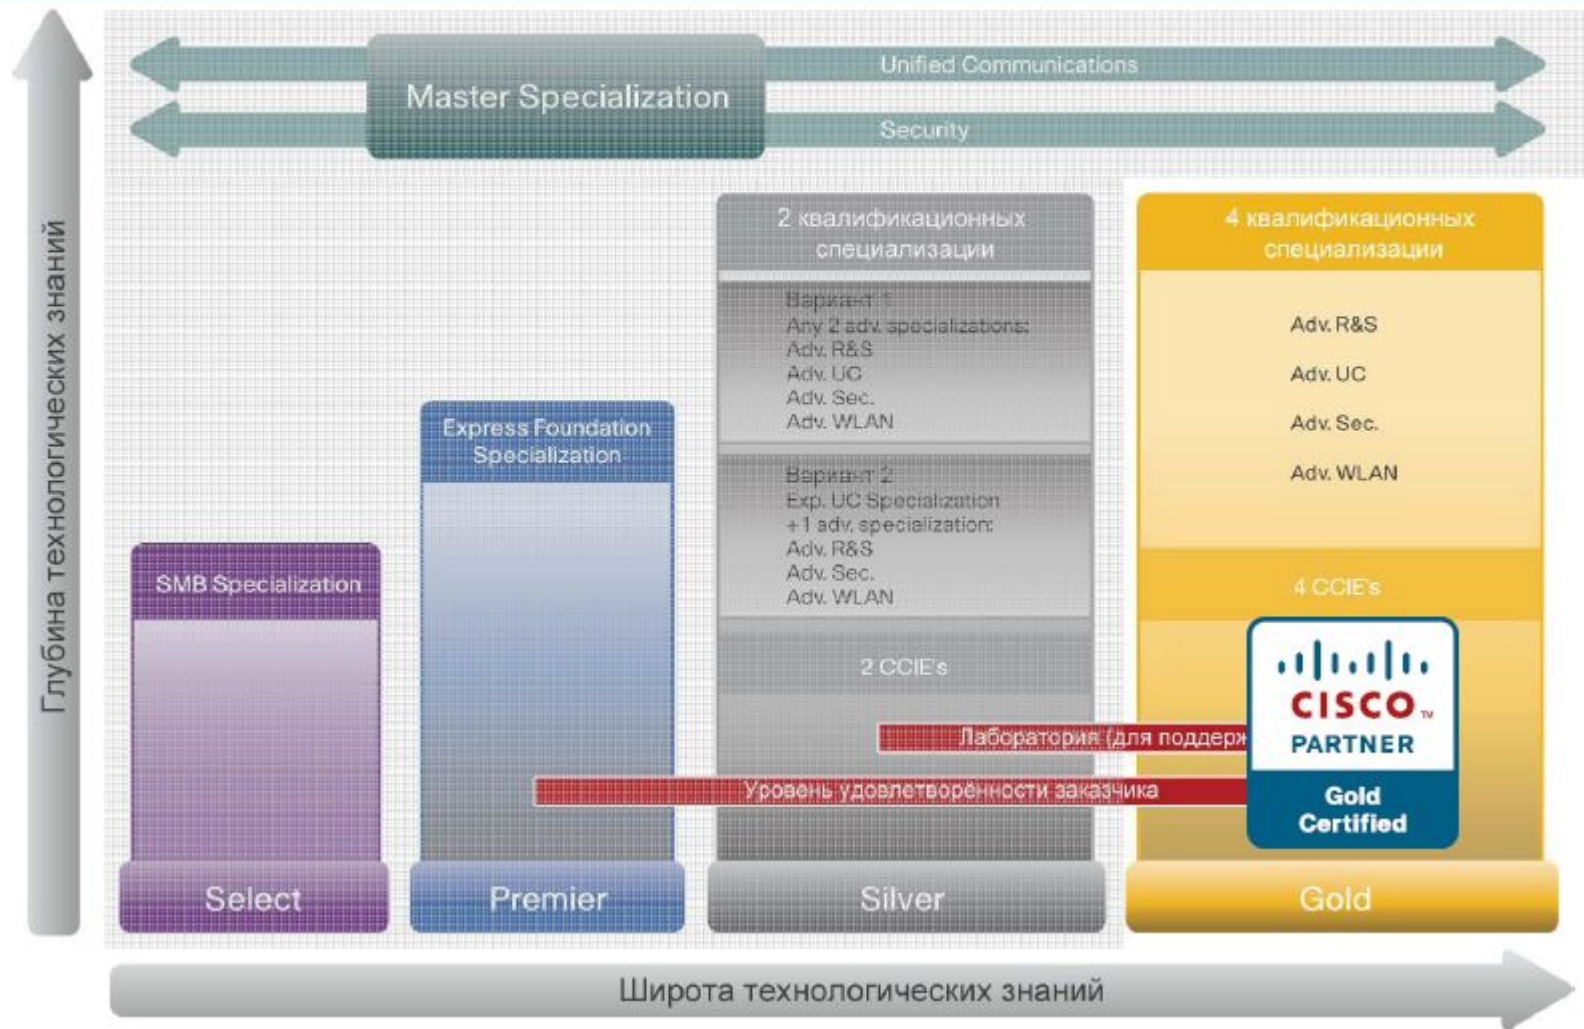 Unified Communications
Master Specialization
Security
Глубина технологических знаний
SMB Specialization
Select
Express Foundation
Specialization
Premier
2 квалификационных
специализации
Вариант 1
Any 2 adv. specializations:
Adv. R&S
Adv. UC
Adv. Sec.
Adv. WLAN
Вариант 2
Exp. UC Specialization
+1 adv. specialization:
Adv. R&S
Adv. Sec.
Adv. WLAN
2 CCIE's
Silver
4 квалификационных
специализации
Adv. R&S
Adv. UC
Adv. Sec.
Adv. WLAN
4 CCIE's
Лаборатория (для поддерж
Уровень удовлетворённости заказчика
CISCO TM
PARTNER
Gold
Certified
Gold
Широта технологических знаний